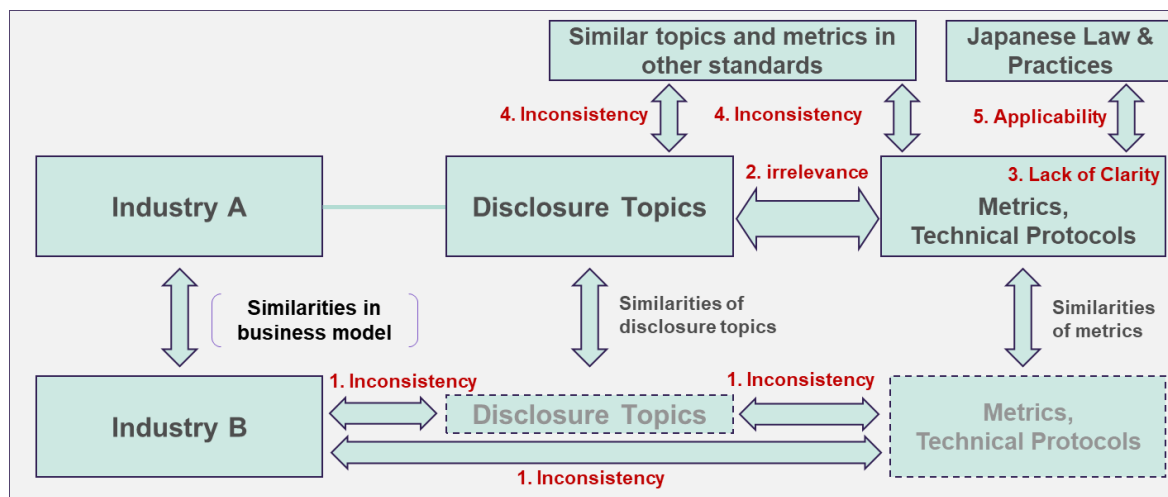 Similar topics and metrics in
other standards
Japanese Law &
Practices
4. Inconsistency
4. Inconsistency
5. Applicability
Industry A
Disclosure Topics
2. irrelevance
3. Lack of Clarity
Metrics,
Technical Protocols
Similarities in
business model
Similarities of
disclosure topics
Similarities
of metrics
1. Inconsistency
1. Inconsistency
Industry B
Disclosure Topics
Metrics,
Technical Protocols
1. Inconsistency